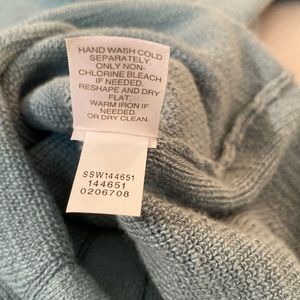 HAND WASH COLD
SEPARATELY.
ONLY NON-
CHLORINE BLEACH
IF NEEDED.
RESHAPE AND DRY
FLAT.
WARM IRON IF
NEEDED.
OR DRY CLEAN.
SSW144651
144651
0206708